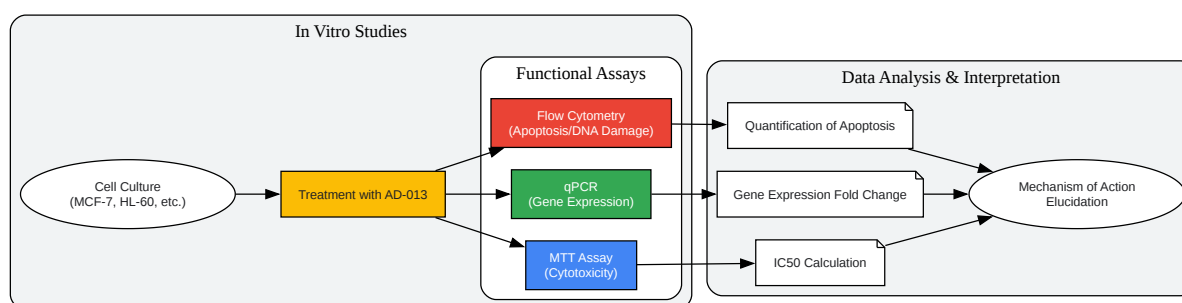 In Vitro Studies
Functional Assays
Data Analysis & Interpretation
Cell Culture
(MCF-7, HL-60, etc.)
Treatment with AD-013
Flow Cytometry
(Apoptosis/DNA Damage)
qPCR
(Gene Expression)
MTT Assay
(Cytotoxicity)
Quantification of Apoptosis
Gene Expression Fold Change
IC50 Calculation
Mechanism of Action
Elucidation